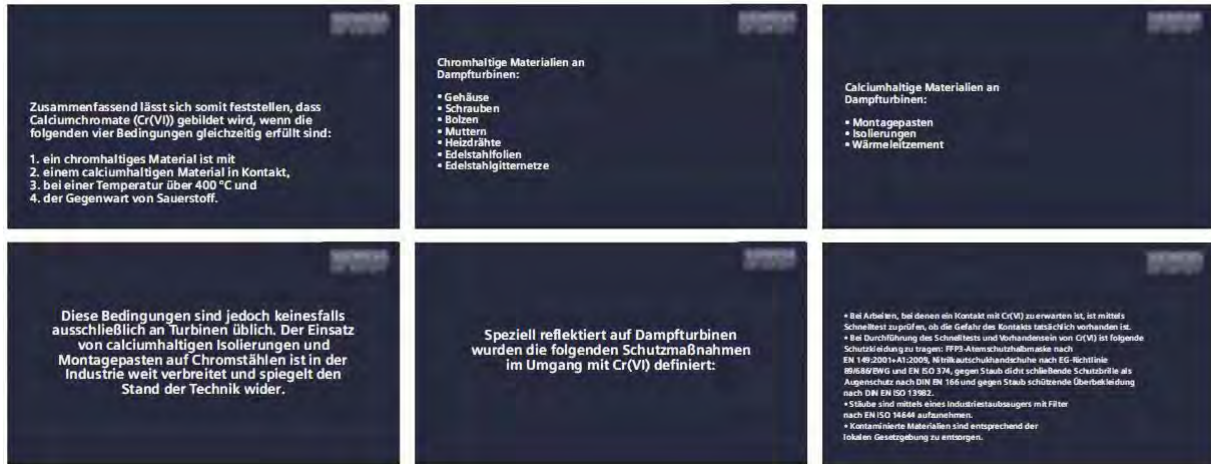 Zusammenfassend lässt sich somit feststellen, dass
Calciumchromate (Cr(VI)) gebildet wird, wenn die
folgenden vier Bedingungen gleichzeitig erfüllt sind:
1. ein chromhaltiges Material ist mit
2. einem calciumhaltigen Material in Kontakt,
3. bei einer Temperatur über 400 °C und
4. der Gegenwart von Sauerstoff.
Chromhaltige Materialien an
Dampfturbinen:
• Gehäuse
• Schrauben
• Bolzen
• Muttern
• Heizdrähte
• Edelstahlfolien
• Edelstahlgitternetze
Calciumhaltige Materialien an
Dampfturbinen:
• Montagepasten
• Isolierungen
• Wärmeleitzement
Diese Bedingungen sind jedoch keinesfalls
ausschließlich an Turbinen üblich. Der Einsatz
von calciumhaltigen Isolierungen und
Montagepasten auf Chromstählen ist in der
Industrie weit verbreitet und spiegelt den
Stand der Technik wider.
Speziell reflektiert auf Dampfturbinen
wurden die folgenden Schutzmaßnahmen
im Umgang mit Cr(VI) definiert:
• Bei Arbeiten, bei denen ein Kontakt mit Cr(VI) zu erwarten ist, ist mittels
Schnelltest zu prüfen, ob die Gefahr des Kontakts tatsächlich vorhanden ist.
• Bei Durchführung des Schnelltests und Vorhandensein von Cr(VI) ist folgende
Schutzkleidung zu tragen: FFP3-Atemschutzhalbmaske nach
EN 149:2001+A1:2009, Nitrilkautschukhandschuhe nach EG-Richtlinie
89/686/EWG und EN ISO 374, gegen Staub dicht schließende Schutzbrille als
Augenschutz nach DIN EN 166 und gegen Staub schützende Überbekleidung
nach DIN EN ISO 13982.
• Stäube sind mittels eines Industriestaubsaugers mit Filter
nach EN ISO 14644 aufzunehmen.
• Kontaminierte Materialien sind entsprechend der
lokalen Gesetzgebung zu entsorgen.